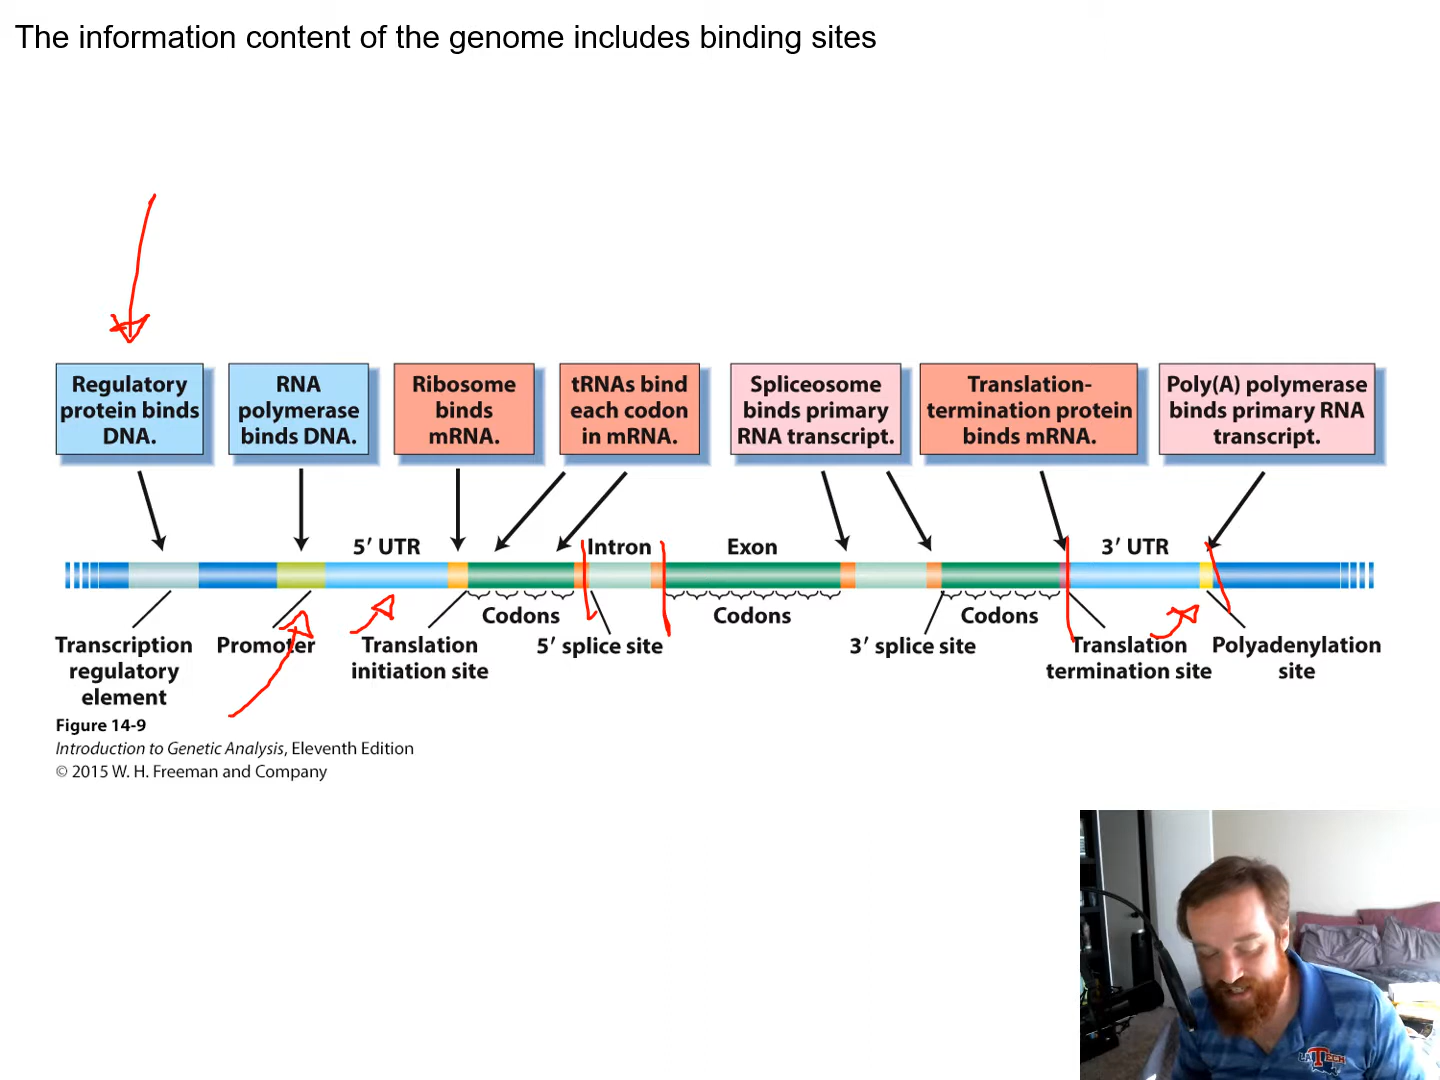 The information content of the genome includes binding sites
Regulatory
protein binds
DNA.
RNA
polymerase
binds DNA.
Ribosome
binds
mRNA.
tRNAs bind
each codon
in mRNA.
Spliceosome
binds primary
RNA transcript.
Translation-
termination protein
binds mRNA.
Poly(A) polymerase
binds primary RNA
transcript.
5′ UTR
Intron
Exon
3′ UTR
Codons
Codons
Codons
Transcription
regulatory
element
Promoter
Translation
initiation site
5′ splice site
3′ splice site
Translation
termination site
Polyadenylation
site
Figure 14-9
Introduction to Genetic Analysis, Eleventh Edition
© 2015 W. H. Freeman and Company
LA TECH